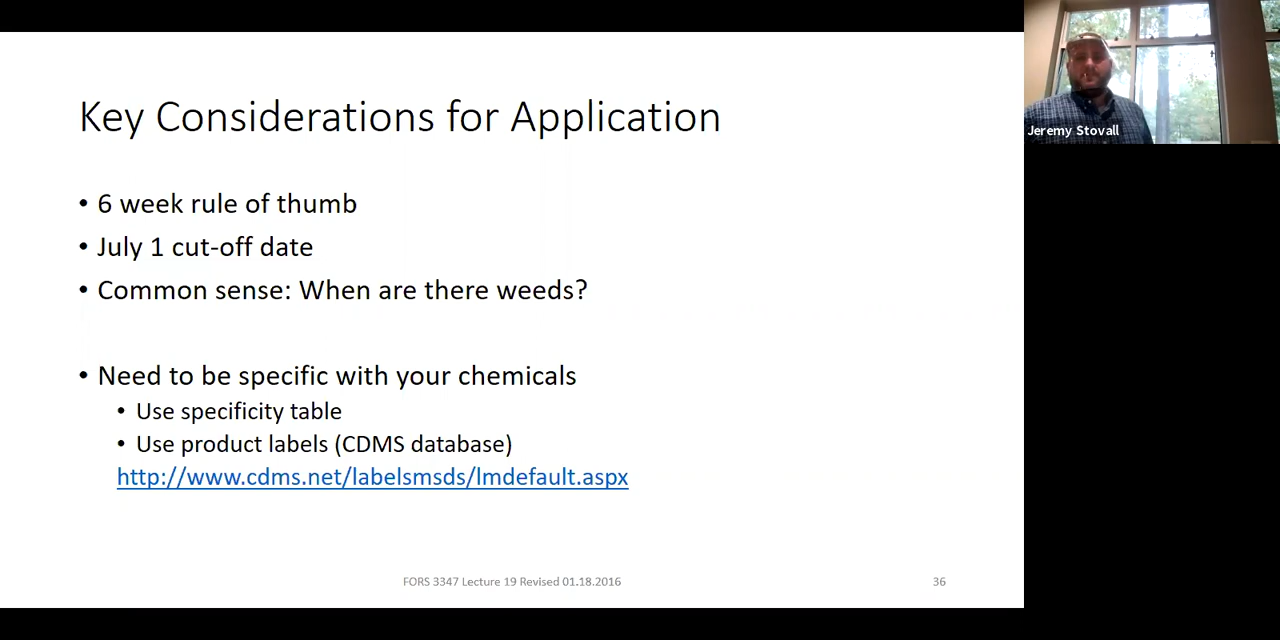 Key Considerations for Application
• 6 week rule of thumb
• July 1 cut-off date
• Common sense: When are there weeds?
• Need to be specific with your chemicals
• Use specificity table
• Use product labels (CDMS database)
http://www.cdms.net/labelsmsds/lmdefault.aspx
FORS 3347 Lecture 19 Revised 01.18.2016
36
Jeremy Stovall